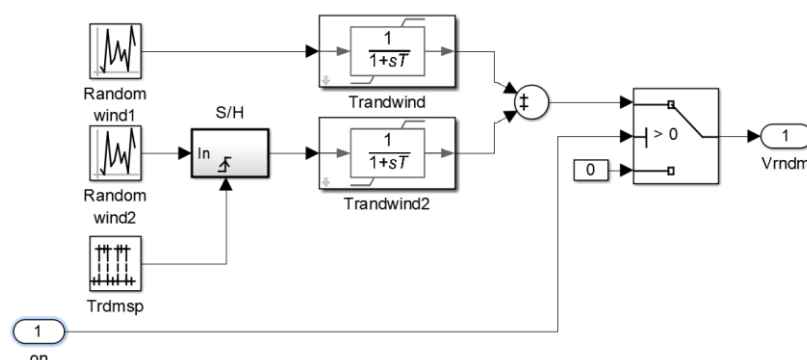 1
1+sT
Random
wind1
Trandwind
S/H
In
Random
wind2
1
1+sT
Trandwind2
> 0
0
1
Vrndm
Trdmsp
1
on